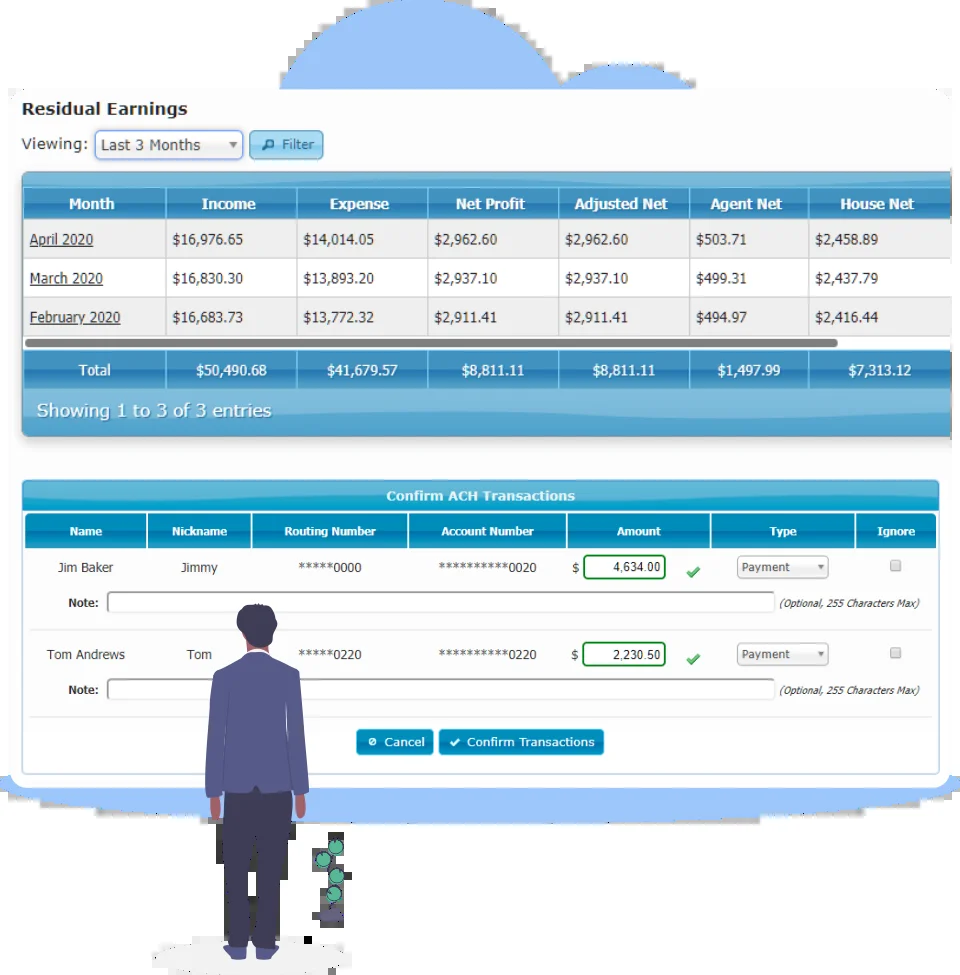 Residual Earnings
Viewing: Last 3 Months Filter
Month Income Expense Net Profit Adjusted Net Agent Net House Net
April 2020 $16,976.65 $14,014.05 $2,962.60 $2,962.60 $503.71 $2,458.89
March 2020 $16,830.30 $13,893.20 $2,937.10 $2,937.10 $499.31 $2,437.79
February 2020 $16,683.73 $13,772.32 $2,911.41 $2,911.41 $494.97 $2,416.44
Total $50,490.68 $41,679.57 $8,811.11 $8,811.11 $1,497.99 $7,313.12
Showing 1 to 3 of 3 entries
Confirm ACH Transactions
Name Nickname Routing Number Account Number Amount Type Ignore
Jim Baker Jimmy *****0000 **********0020 $ 4,634.00 Payment
Note: (Optional, 255 Characters Max)
Tom Andrews Tom *****0220 **********0220 $ 2,230.50 Payment
Note: (Optional, 255 Characters Max)
Cancel Confirm Transactions